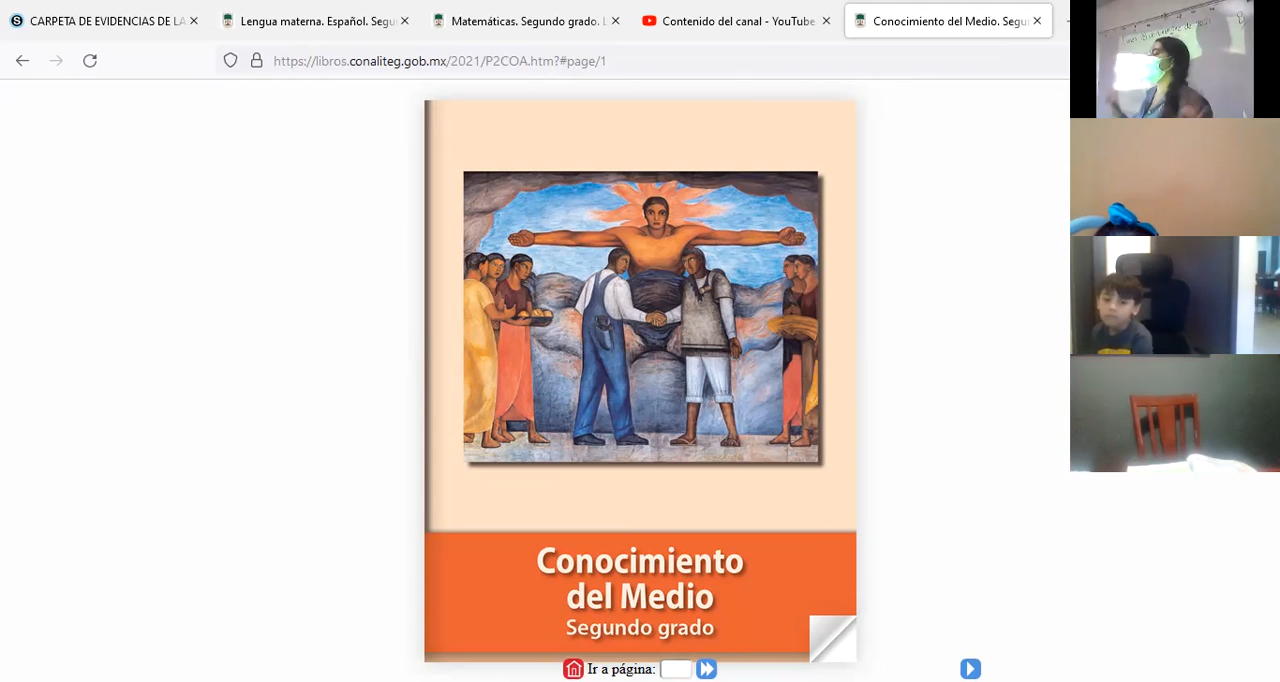 CARPETA DE EVIDENCIAS DE LA
Lengua materna. Español. Segu
Matemáticas. Segundo grado. L
Contenido del canal - YouTube
Conocimiento del Medio. Segu
https://libros.conaliteg.gob.mx/2021/P2COA.htm?#page/1
Conocimiento
del Medio
Segundo grado
Ir a página: